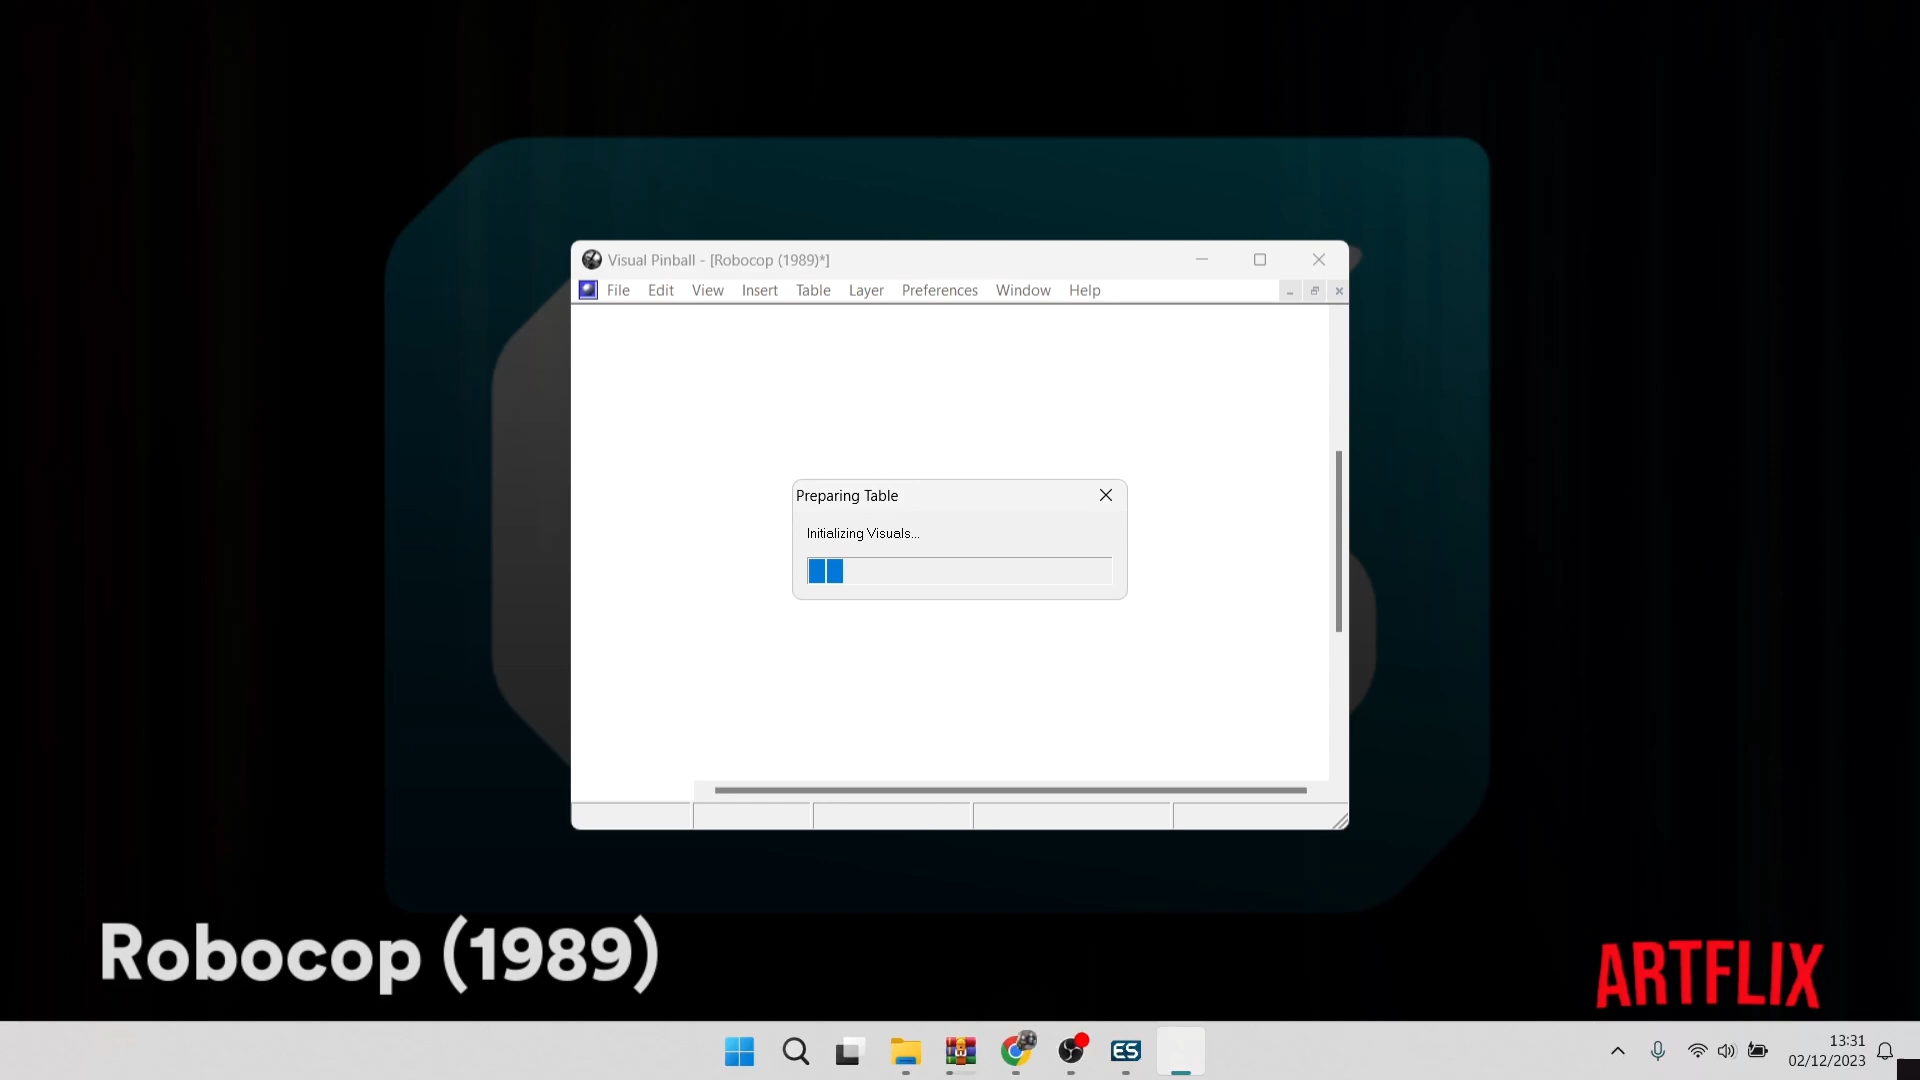 Visual Pinball - [Robocop (1989)*]
File Edit View Insert Table Layer Preferences Window Help
Preparing Table
Initializing Visuals...
Robocop (1989)
ARTFLIX
ES
13:31
02/12/2023